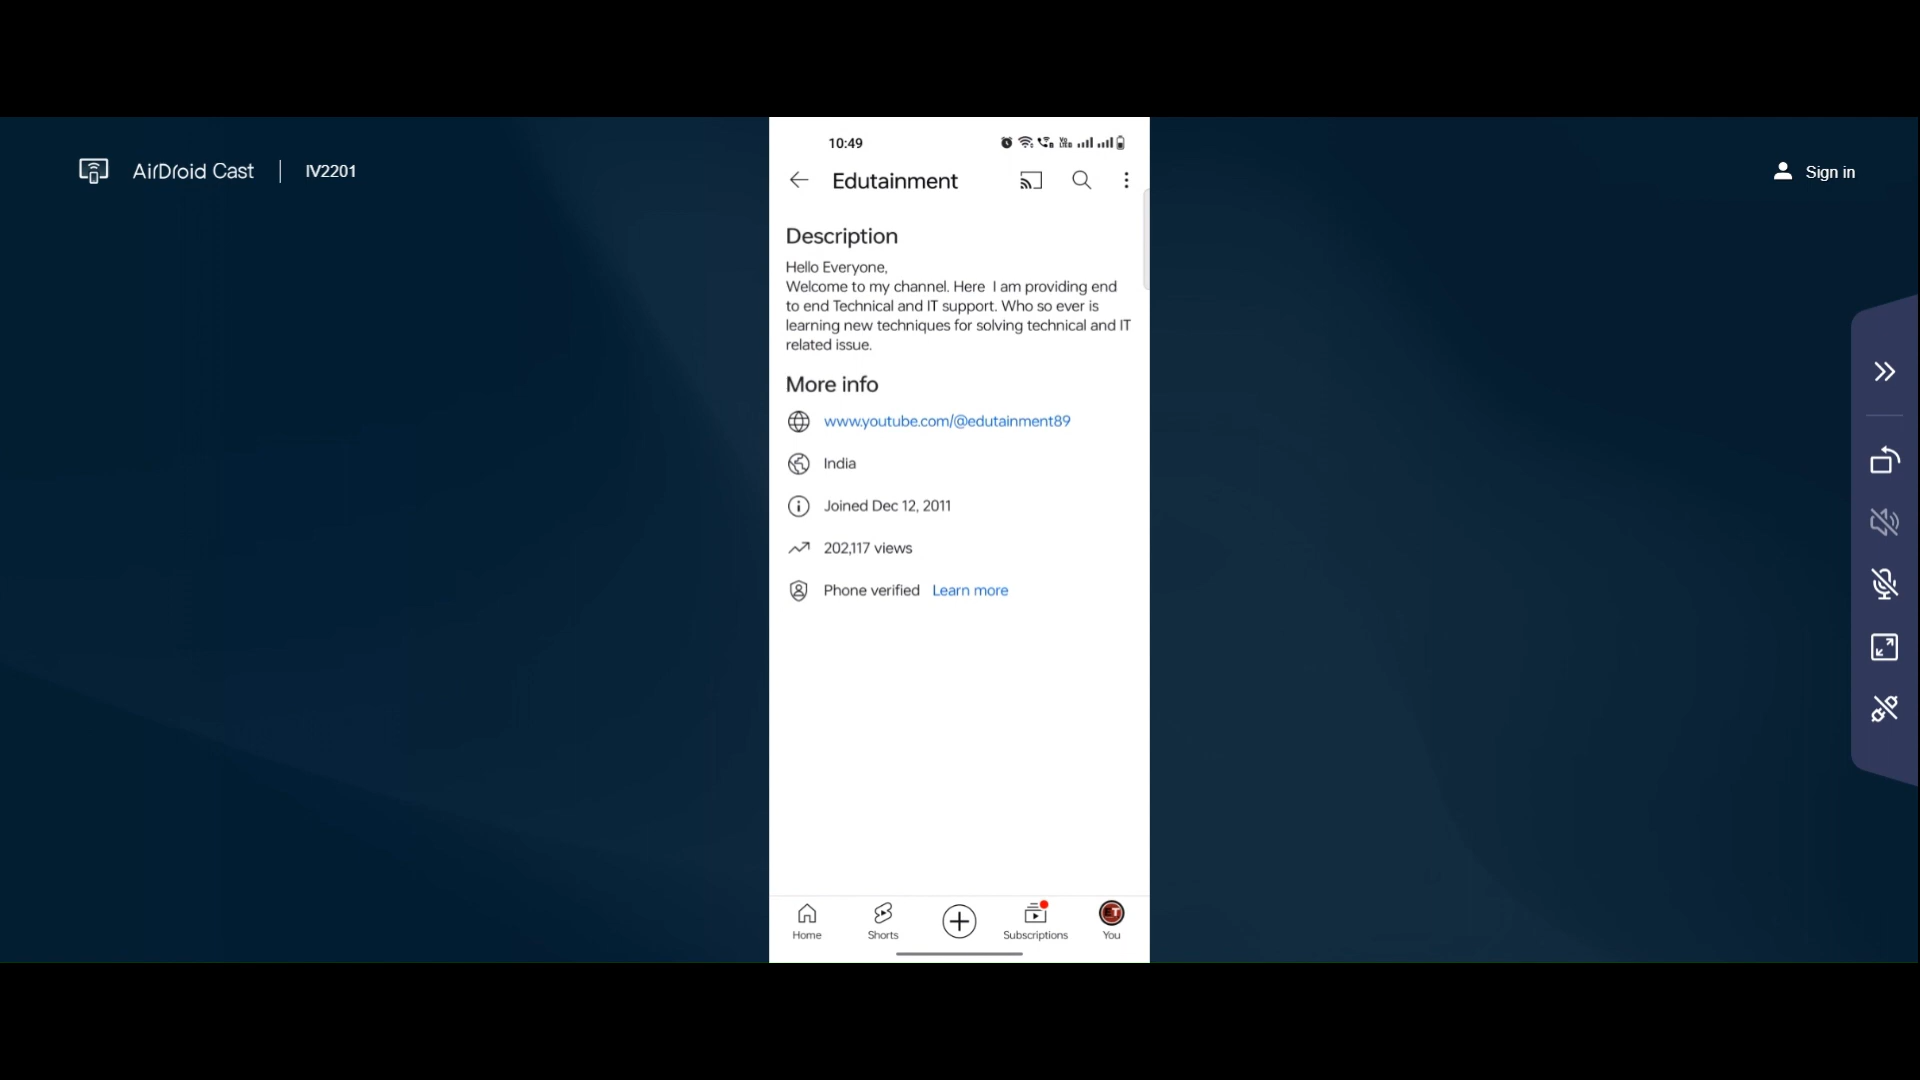 10:49
AirDroid Cast | IV2201
Sign in
Edutainment
Description
Hello Everyone,
Welcome to my channel. Here I am providing end
to end Technical and IT support. Who so ever is
learning new techniques for solving technical and IT
related issue.
More info
www.youtube.com/@edutainment89
India
Joined Dec 12, 2011
202,117 views
Phone verified Learn more
Home
Shorts
Subscriptions
You